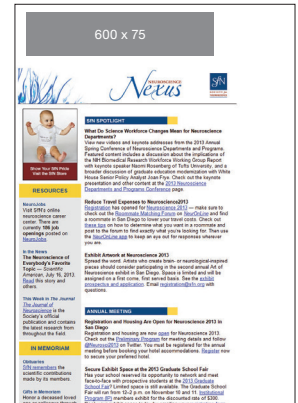 600 x 75
NEUROSCIENCE
Nexus
SfN
Show Your SfN Pride
Visit the SfN Store
RESOURCES
NeuroJobs
Visit SfN's online
neuroscience career
center. There are
currently 186 job
openings posted on
NeuroJobs.
In the News
The Neuroscience of
Everybody's Favorite
Topic — Scientific
American, July 16, 2013.
Read this story and
others.
This Week in The Journal
The Journal of
Neuroscience is the
Society's official
publication and contains
the latest research from
throughout the field.
IN MEMORIAM
Obituaries
SfN remembers the
scientific contributions
made by its members.
Gifts in Memoriam
Honor a deceased loved
SfN SPOTLIGHT
What Do Science Workforce Changes Mean for Neuroscience
Departments?
View new videos and keynote addresses from the 2013 Annual
Spring Conference of Neuroscience Departments and Programs.
Featured content includes a discussion about the implications of
the NIH Biomedical Research Workforce Working Group Report
with keynote speaker Naomi Rosenberg of Tufts University, and a
broader discussion of graduate education modernization with White
House Senior Policy Analyst Joan Frye. Check out the keynote
presentation and other content at the 2013 Neuroscience
Departments and Programs Conference page.
Reduce Travel Expenses to Neuroscience2013
Registration has opened for Neuroscience 2013 — make sure to
check out the Roommate Matching Forum on NeurOnLine and find
a roommate in San Diego to lower your travel costs. Check out
these tips on how to determine what you want in a roommate and
post to the forum to find exactly what you're looking for. Then use
the NeurOnLine app to keep an eye out for responses wherever
you are.
Exhibit Artwork at Neuroscience 2013
Spread the word. Artists who create brain- or neurological-inspired
pieces should consider participating in the second annual Art of
Neuroscience exhibit in San Diego. Space is limited and will be
assigned on a first come, first served basis. See the exhibit
prospectus and application. Email registration@sfn.org with
questions.
ANNUAL MEETING
Registration and Housing Are Open for Neuroscience 2013 in
San Diego
Registration and housing are now open for Neuroscience 2013.
Check out the Preliminary Program for meeting details and follow
@Neurosci2013 on Twitter. You must be registered for the annual
meeting before booking your hotel accommodations. Register now
to secure your preferred hotel.
Secure Exhibit Space at the 2013 Graduate School Fair
Has your school reserved its opportunity to network and meet
face-to-face with prospective students at the 2013 Graduate
School Fair? Limited space is still available. The Graduate School
Fair will run from 12–2 p.m. on November 10 and 11. Institutional
Program (IP) members exhibit for the discounted rate of $300.